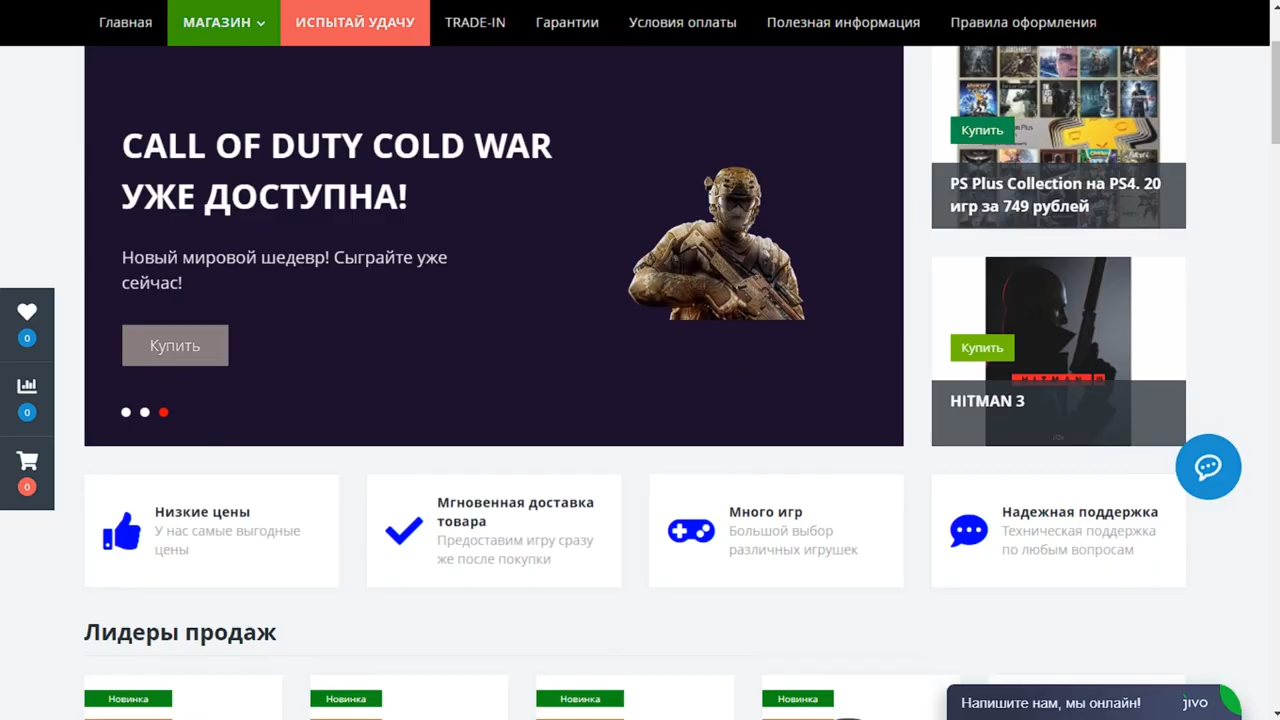 Главная
МАГАЗИН
ИСПЫТАЙ УДАЧУ
TRADE-IN
Гарантии
Условия оплаты
Полезная информация
Правила оформления
CALL OF DUTY COLD WAR
УЖЕ ДОСТУПНА!
Новый мировой шедевр! Сыграйте уже
сейчас!
Купить
Купить
PS Plus Collection на PS4. 20
игр за 749 рублей
Купить
HITMAN 3
0
0
0
Низкие цены
У нас самые выгодные
цены
Мгновенная доставка
товара
Предоставим игру сразу
же после покупки
Много игр
Большой выбор
различных игрушек
Надежная поддержка
Техническая поддержка
по любым вопросам
Лидеры продаж
Новинка
Новинка
Новинка
Новинка
Напишите нам, мы онлайн!
jivo